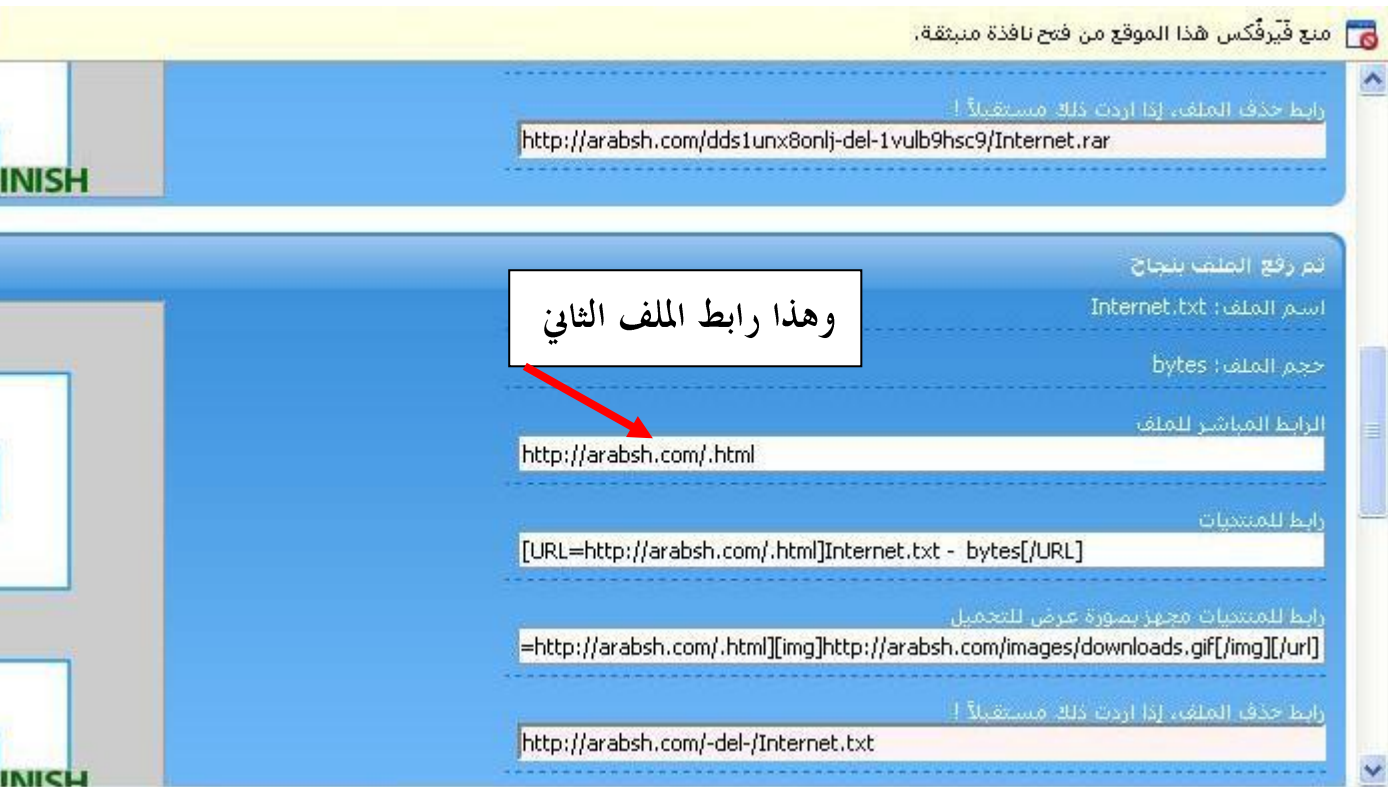 منع فَيَرفُكس هذا الموقع من فتح نافذة منبثقة.
رابط حذف الملف، إذا اردت ذلك مستقبلاً !
http://arabsh.com/dds1unx8onlj-del-1vulb9hsc9/Internet.rar
INISH
تم رفع الملف بنجاح
وهذا رابط الملف الثاني
اسم الملف: Internet.txt
حجم الملف: bytes
الرابط المباشر للملف
http://arabsh.com/.html
رابط للمنتديات
[URL=http://arabsh.com/.html]Internet.txt - bytes[/URL]
رابط للمنتديات مجهز بصورة عرض للتحميل
=http://arabsh.com/.html][img]http://arabsh.com/images/downloads.gif[/img][/url]
رابط حذف الملف، إذا اردت ذلك مستقبلاً !
http://arabsh.com/-del-/Internet.txt
INISH